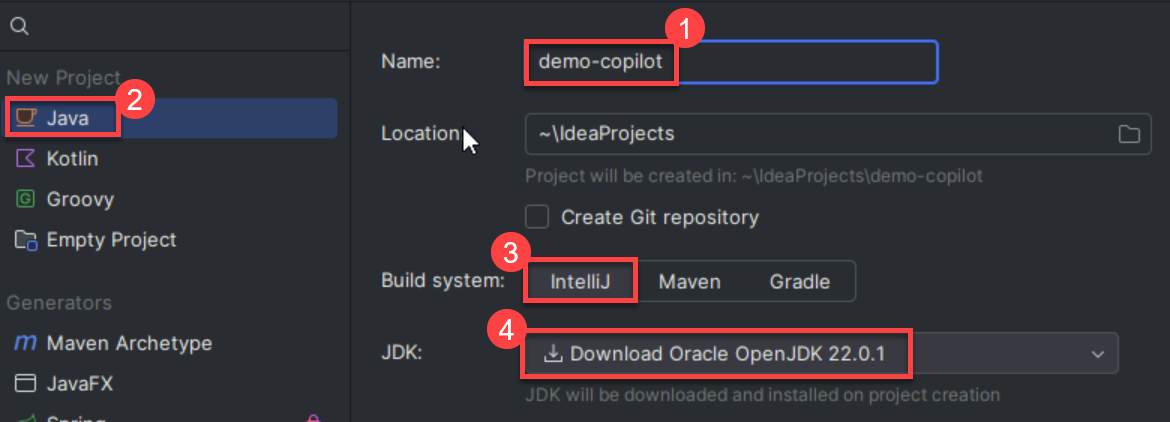 New Project
2
Java
Kotlin
G
Groovy
Empty Project
Generators
m
Maven Archetype
JavaFX
Spring
1
Name:
demo-copilot
Location
~\IdeaProjects
Project will be created in: ~\IdeaProjects\demo-copilot
Create Git repository
3
Build system:
IntelliJ
Maven
Gradle
4
JDK:
Download Oracle OpenJDK 22.0.1
JDK will be downloaded and installed on project creation